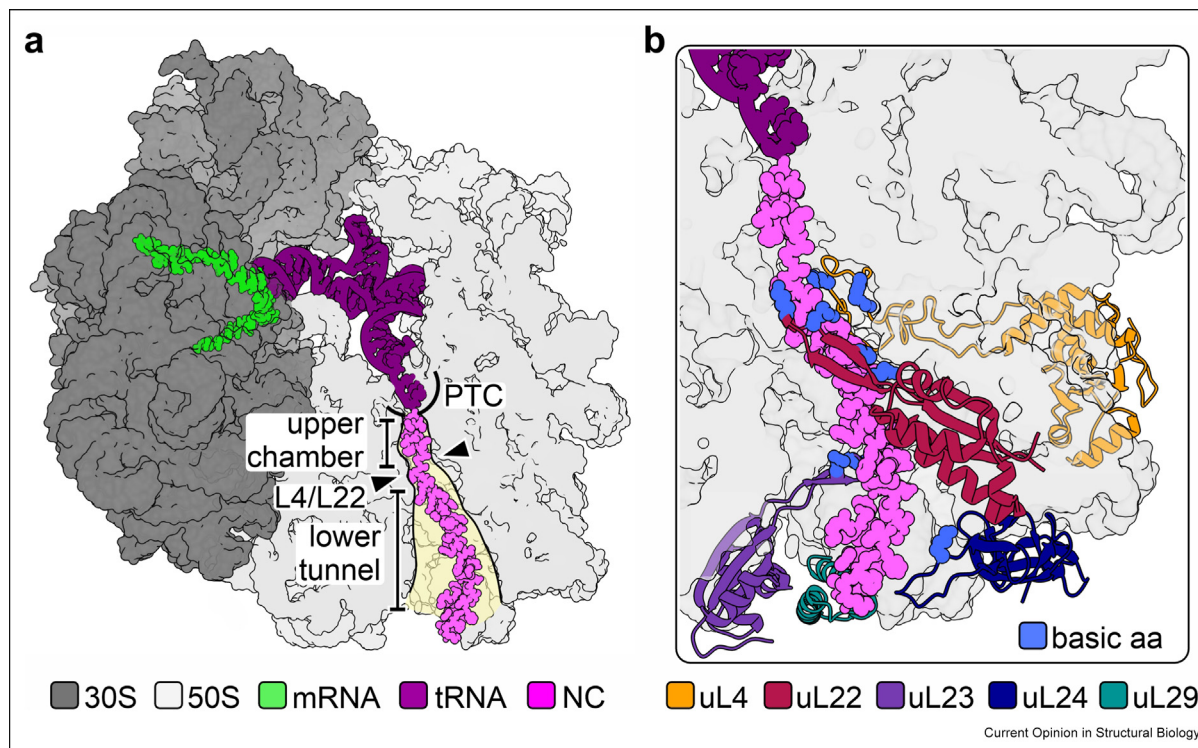 a
PTC
upper
chamber
L4/L22
lower
tunnel
30S 50S mRNA tRNA NC
b
basic aa
uL4 uL22 uL23 uL24 uL29
Current Opinion in Structural Biology